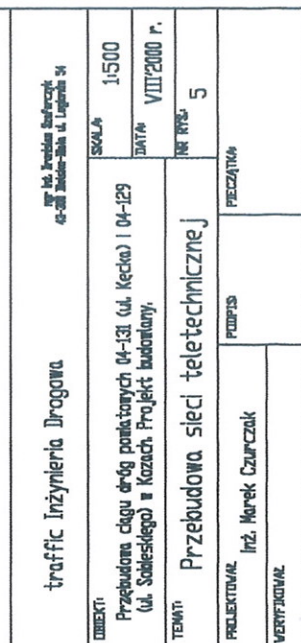 traffic Inżynieria Drogowa
OBIEKT:
Przebudowa ciągu dróg powiatowych 04-131 (ul. Kęcka) i 04-129
(ul. Sobieskiego) w Kozach. Projekt budowlany.
SKALA:
1:500
DATA:
VIII'2000 r.
TEMAT:
Przebudowa sieci teletechnicznej
NR RYS.:
5
PROJEKTOWAŁ
inż. Marek Czurczak
PODPIS:
PIECZĄTKA:
WERYFIKOWAŁ